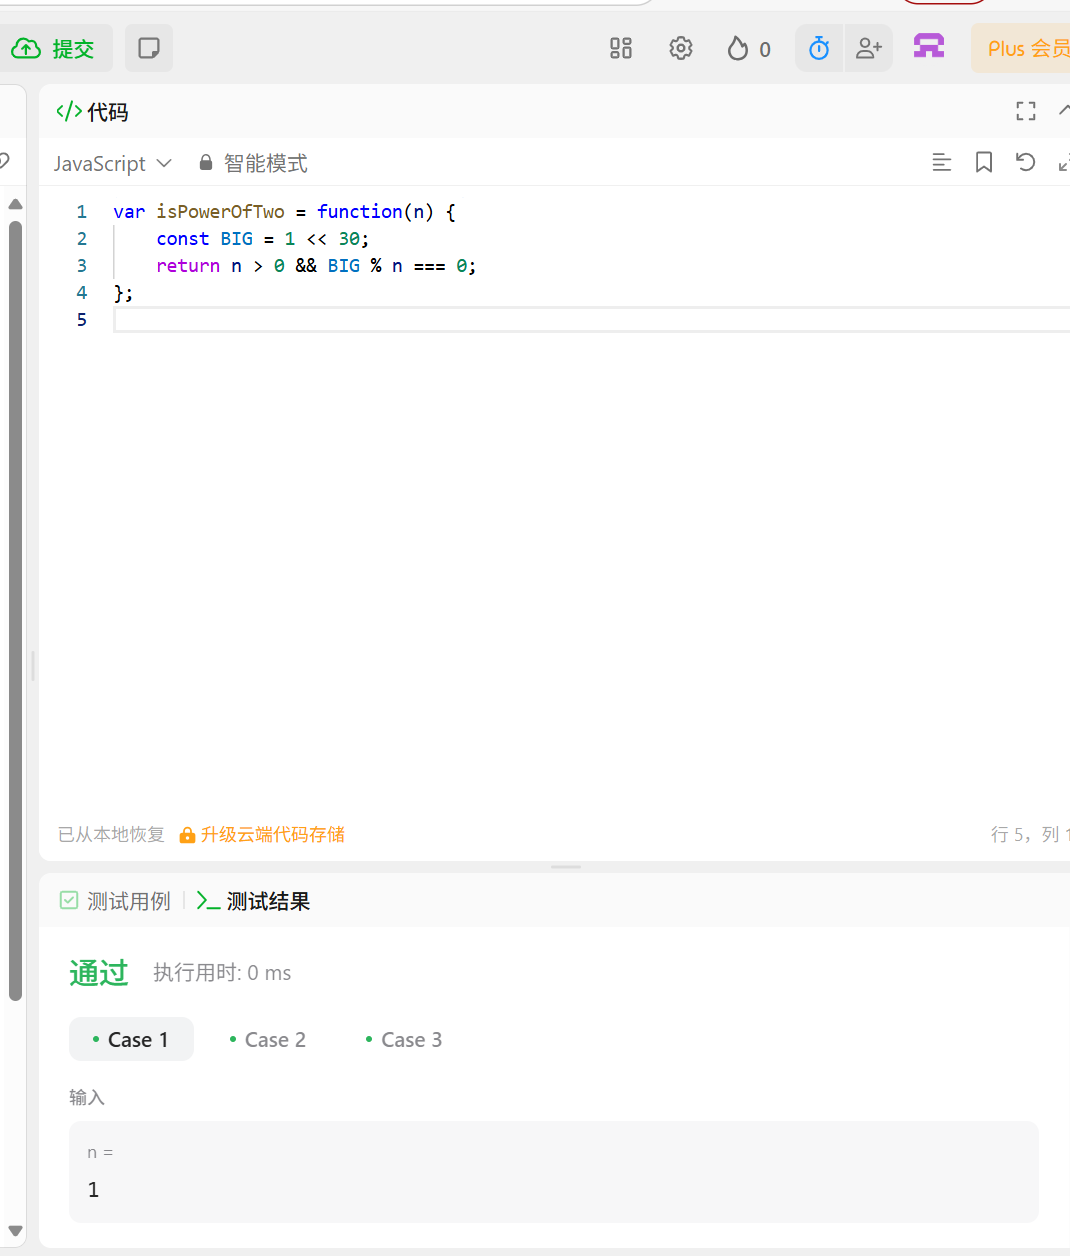 提交
0
Plus 会员
代码
JavaScript
智能模式
1 var isPowerOfTwo = function(n) {
2 const BIG = 1 << 30;
3 return n > 0 && BIG % n === 0;
4 };
5
已从本地恢复
升级云端代码存储
行 5，列 1
测试用例
测试结果
通过
执行用时: 0 ms
Case 1
Case 2
Case 3
输入
n =
1